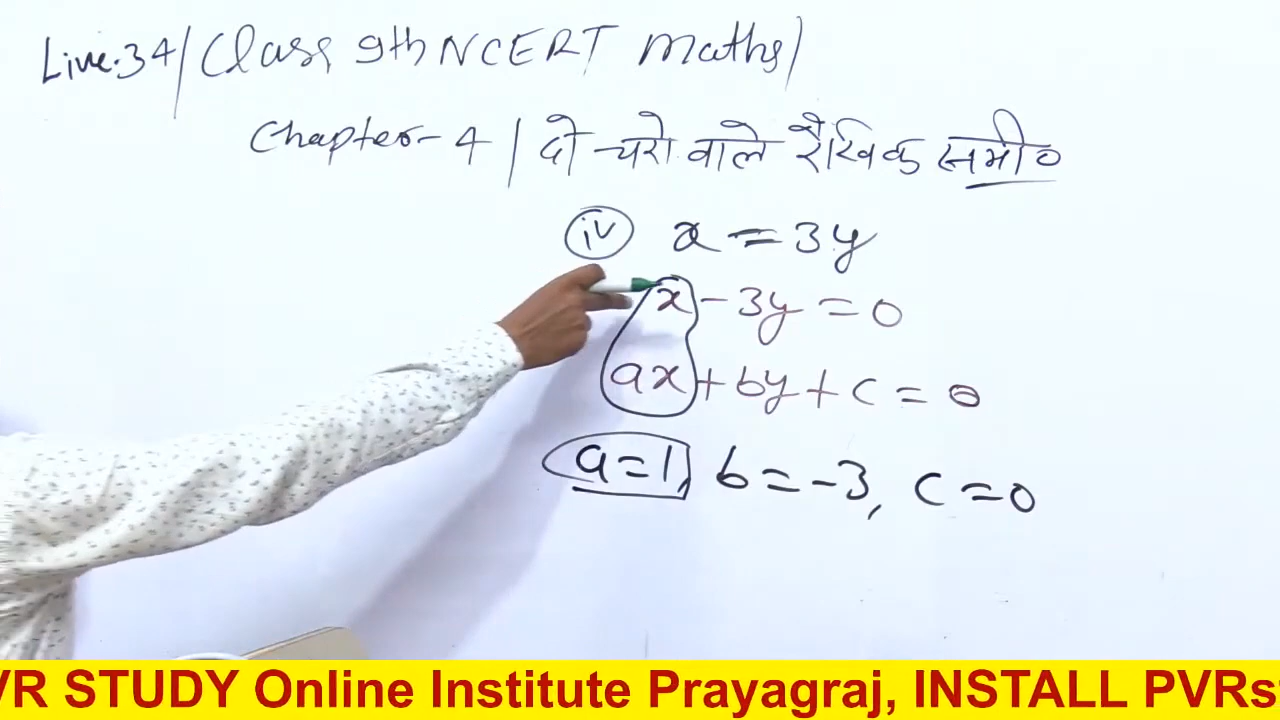 Live.34/Class 9th NCERT Maths/
Chapter-4 | दो चरो वाले रैखिक समी०
iv x = 3y
x - 3y = 0
ax + by + c = 0
a = 1, b = -3, c = 0
VR STUDY Online Institute Prayagraj, INSTALL PVRs